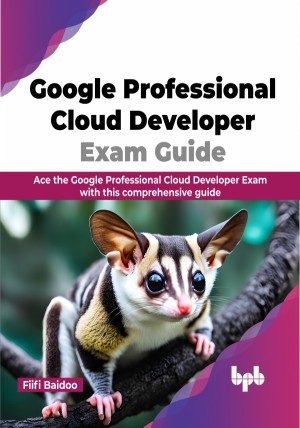 Google Professional
Cloud Developer
Exam Guide
Ace the Google Professional Cloud Developer Exam
with this comprehensive guide
Fiifi Baidoo
bpb